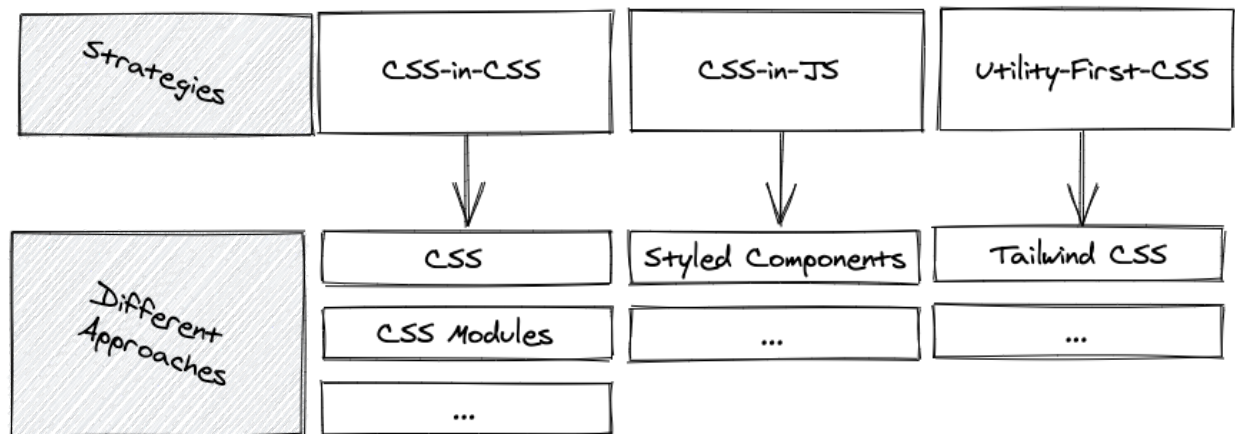 Strategies
CSS-in-CSS
CSS-in-JS
Utility-First-CSS
Different
Approaches
CSS
Styled Components
Tailwind CSS
CSS Modules
...
...
...